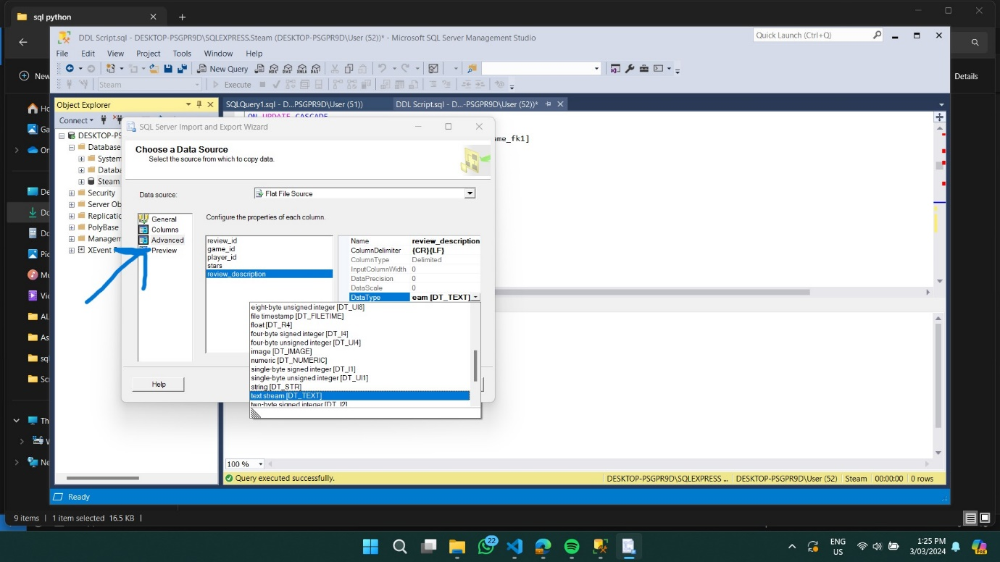 sql python
DDL Script.sql - DESKTOP-PSGPR9D\SQLEXPRESS.Steam (DESKTOP-PSGPR9D\User (52))* - Microsoft SQL Server Management Studio
Quick Launch (Ctrl+Q)
File Edit View Project Tools Window Help
New Query
New
Details
Steam
Execute
Object Explorer
SQLQuery1.sql - D...PSGPR9D\User (51))
DDL Script.sql - D...-PSGPR9D\User (52))*
ON UPDATE CASCADE
Connect
SQL Server Import and Export Wizard
DESKTOP-PS
ame_fk1]
Database
System
Databa
Steam
Security
Server Ob
Replicatio
PolyBase
Managem
XEvent
Choose a Data Source
Select the source from which to copy data.
Data source:
Flat File Source
General
Columns
Advanced
Preview
Configure the properties of each column.
review_id
game_id
player_id
stars
review_description
Name review_description
ColumnDelimiter {CR}{LF}
ColumnType Delimited
InputColumnWidth 0
DataPrecision 0
DataScale 0
DataType eam [DT_TEXT]
eight-byte unsigned integer [DT_UI8]
file timestamp [DT_FILETIME]
float [DT_R4]
four-byte signed integer [DT_I4]
four-byte unsigned integer [DT_UI4]
image [DT_IMAGE]
numeric [DT_NUMERIC]
single-byte signed integer [DT_I1]
single-byte unsigned integer [DT_UI1]
string [DT_STR]
text stream [DT_TEXT]
two-byte signed integer [DT_I2]
Help
Ho
Ga
On
De
Do
Do
Pic
Mu
Vic
AL
As
sql
Sc
Th
W
Ne
100 %
Query executed successfully.
DESKTOP-PSGPR9D\SQLEXPRESS ... DESKTOP-PSGPR9D\User (52) Steam 00:00:00 0 rows
Ready
9 items 1 item selected 16.5 KB
22
ENG
US
1:25 PM
3/03/2024
PRE